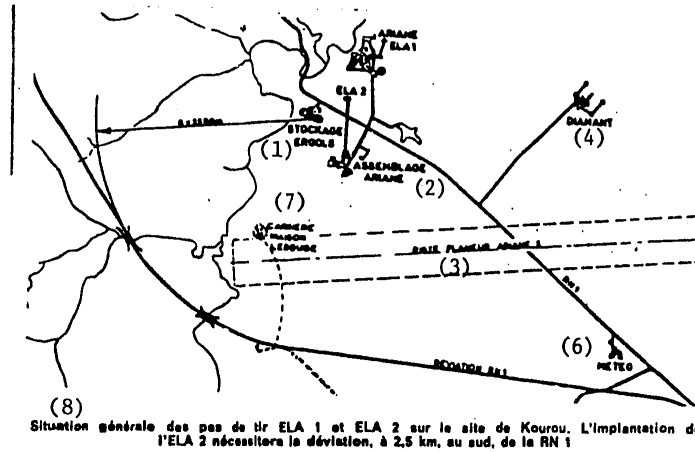 ARIANE
ELA 1
ELA 2
DIAMANT
(4)
STOCKAGE
ERGOLS
(1)
ASSEMBLAGE
ARIANE
(2)
(7)
CARRIERE
MAISON
PISTE PLANEUR ARIANE
(3)
RN 1
(6)
METEO
DEVIATION RN 1
(8)
Situation générale des pas de tir ELA 1 et ELA 2 sur le site de Kourou. L'implantation de
l'ELA 2 nécessitera la déviation, à 2,5 km, au sud, de la RN 1